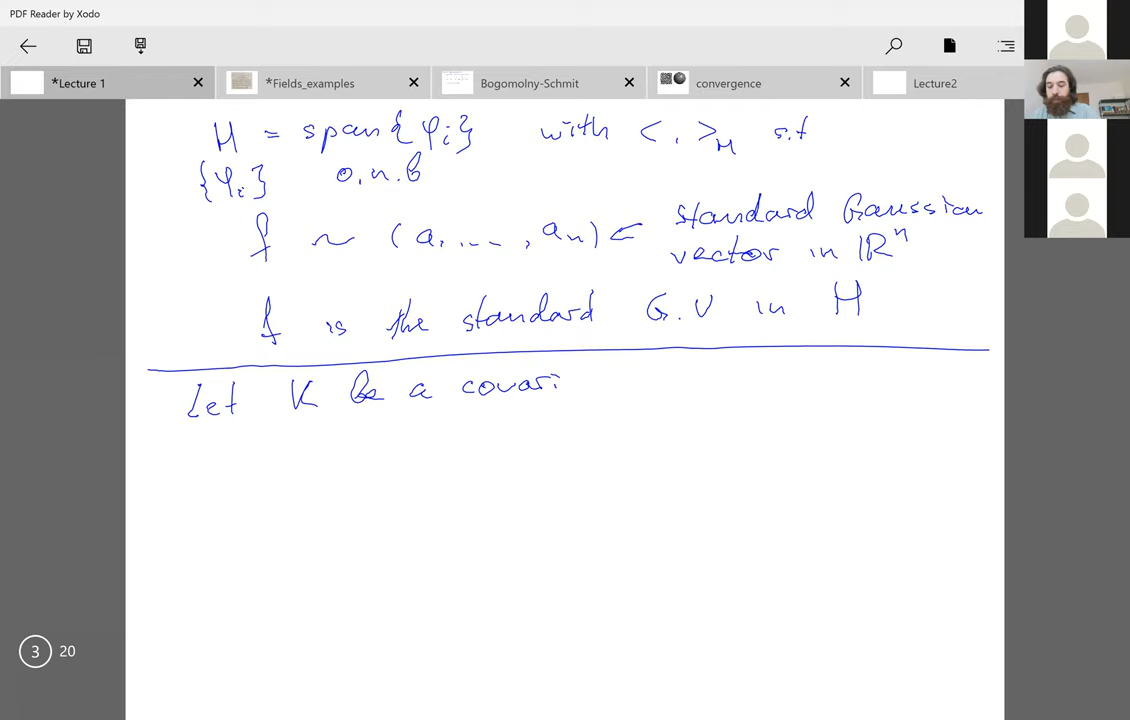 PDF Reader by Xodo
*Lecture 1
*Fields_examples
Bogomolny-Schmit
convergence
Lecture2
H = span{φi} with < , >H s.t
{φi} o.n.b
f ~ (a1, ..., an) ← standard Gaussian
vector in ℝⁿ
f is the standard G.V in H
Let K be a covari
3 20